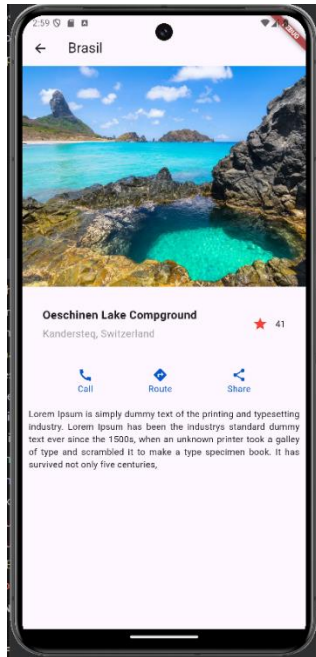 2:59
DEBUG
Brasil
Oeschinen Lake Compground
Kandersteq, Switzerland
41
Call
Route
Share
Lorem Ipsum is simply dummy text of the printing and typesetting
industry. Lorem Ipsum has been the industrys standard dummy
text ever since the 1500s, when an unknown printer took a galley
of type and scrambled it to make a type specimen book. It has
survived not only five centuries,